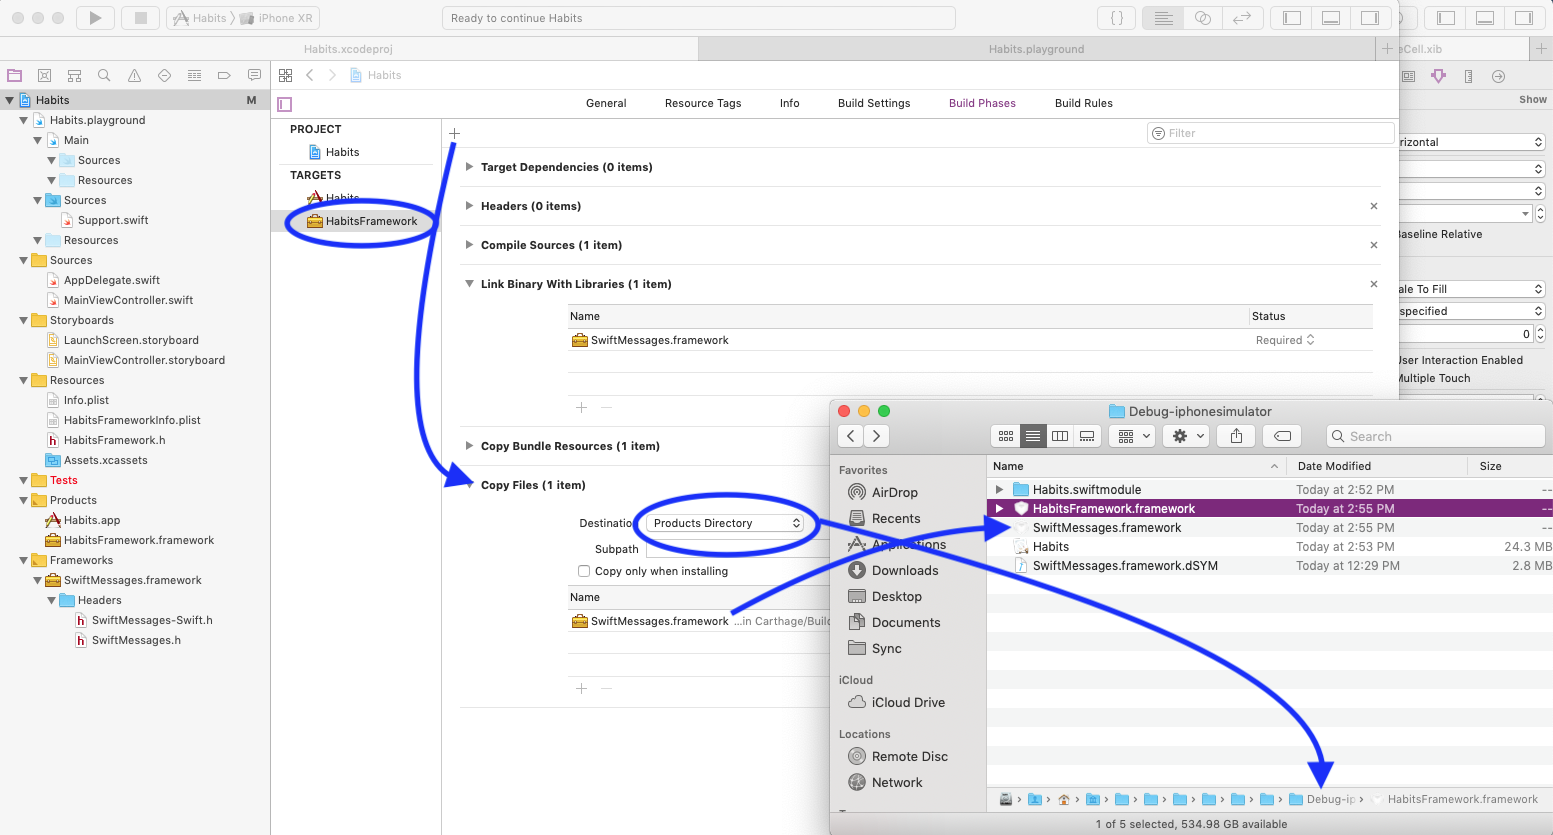 Habits
iPhone XR
Ready to continue Habits
{ }
Habits.xcodeproj
Habits.playground
eCell.xib
Habits
Habits
M
Habits.playground
Main
Sources
Resources
Sources
Support.swift
Resources
Sources
AppDelegate.swift
MainViewController.swift
Storyboards
LaunchScreen.storyboard
MainViewController.storyboard
Resources
Info.plist
HabitsFrameworkInfo.plist
HabitsFramework.h
Assets.xcassets
Tests
Products
Habits.app
HabitsFramework.framework
Frameworks
SwiftMessages.framework
Headers
SwiftMessages-Swift.h
SwiftMessages.h
General
Resource Tags
Info
Build Settings
Build Phases
Build Rules
PROJECT
Habits
TARGETS
Habits
HabitsFramework
Filter
Target Dependencies (0 items)
Headers (0 items)
Compile Sources (1 item)
Link Binary With Libraries (1 item)
Name
Status
SwiftMessages.framework
Required
Copy Bundle Resources (1 item)
Copy Files (1 item)
Destination
Products Directory
Subpath
Copy only when installing
Name
SwiftMessages.framework ...in Carthage/Build
Show
rizontal
Baseline Relative
ale To Fill
specified
0
User Interaction Enabled
Multiple Touch
Debug-iphonesimulator
Search
Favorites
AirDrop
Recents
Applications
Downloads
Desktop
Documents
Sync
iCloud
iCloud Drive
Locations
Remote Disc
Network
Name
Date Modified
Size
Habits.swiftmodule
Today at 2:52 PM
--
HabitsFramework.framework
Today at 2:55 PM
--
SwiftMessages.framework
Today at 2:55 PM
--
Habits
Today at 2:53 PM
24.3 MB
SwiftMessages.framework.dSYM
Today at 12:29 PM
2.8 MB
Debug-ip
HabitsFramework.framework
1 of 5 selected, 534.98 GB available